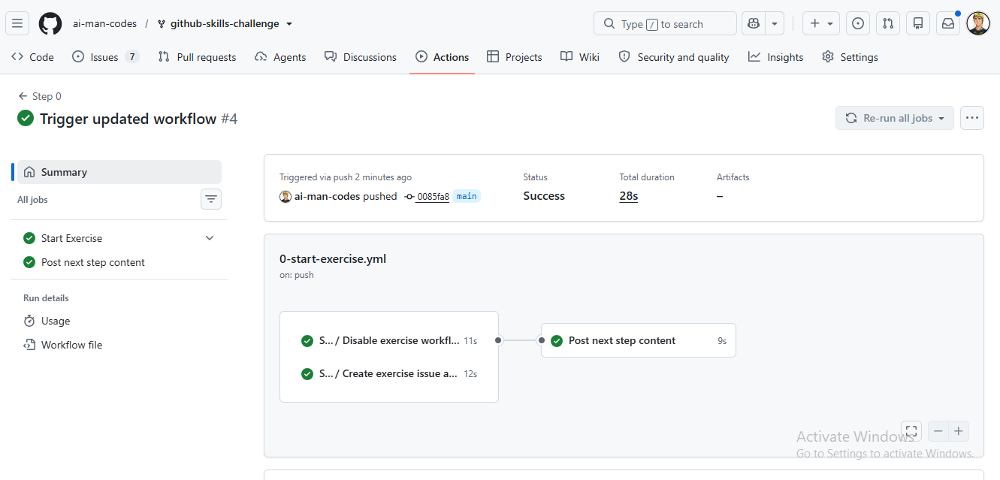 ai-man-codes / github-skills-challenge
Type / to search
Code
Issues 7
Pull requests
Agents
Discussions
Actions
Projects
Wiki
Security and quality
Insights
Settings
Step 0
Trigger updated workflow #4
Re-run all jobs
Summary
All jobs
Start Exercise
Post next step content
Run details
Usage
Workflow file
Triggered via push 2 minutes ago
ai-man-codes pushed 0085fa8 main
Status
Success
Total duration
28s
Artifacts
–
0-start-exercise.yml
on: push
S... / Disable exercise workfl... 11s
S... / Create exercise issue a... 12s
Post next step content 9s
Activate Windows
Go to Settings to activate Windows.